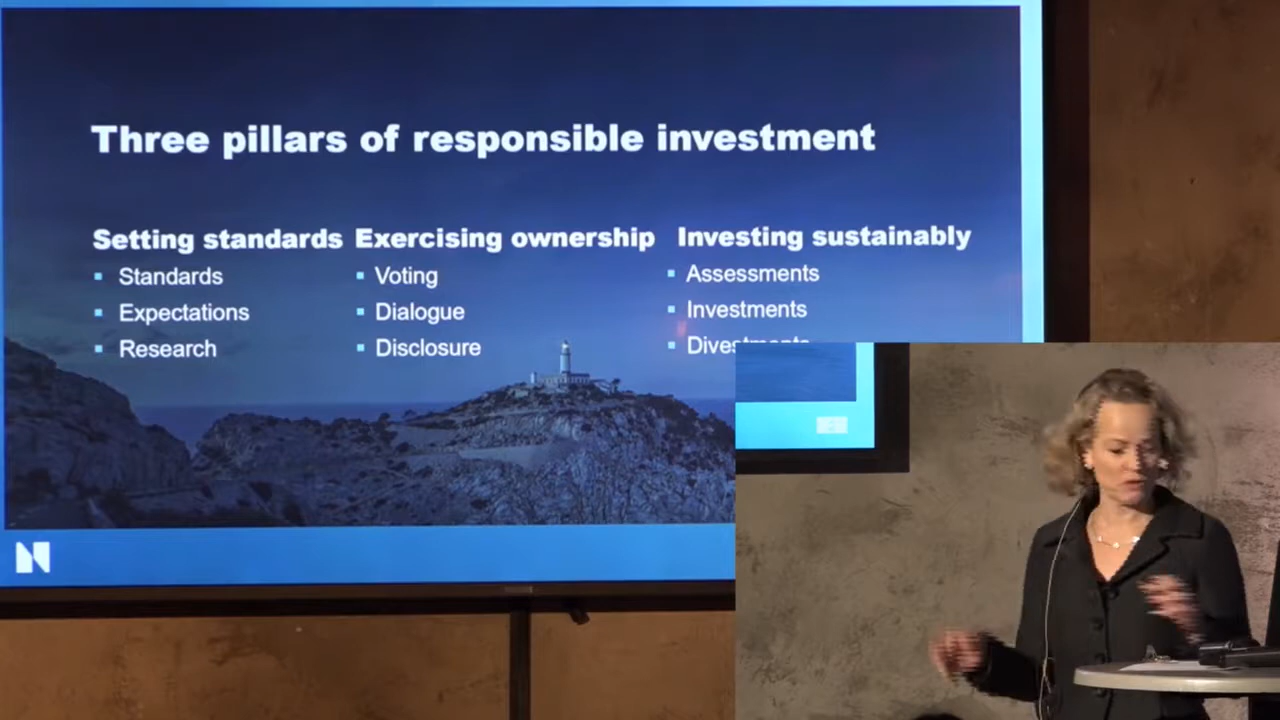 Three pillars of responsible investment
Setting standards
Standards
Expectations
Research
Exercising ownership
Voting
Dialogue
Disclosure
Investing sustainably
Assessments
Investments
Divestments
N